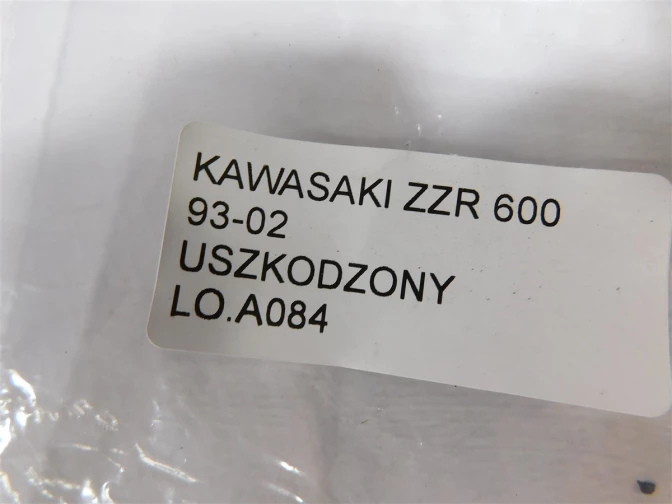 KAWASAKI ZZR 600
93-02
USZKODZONY
LO.A084